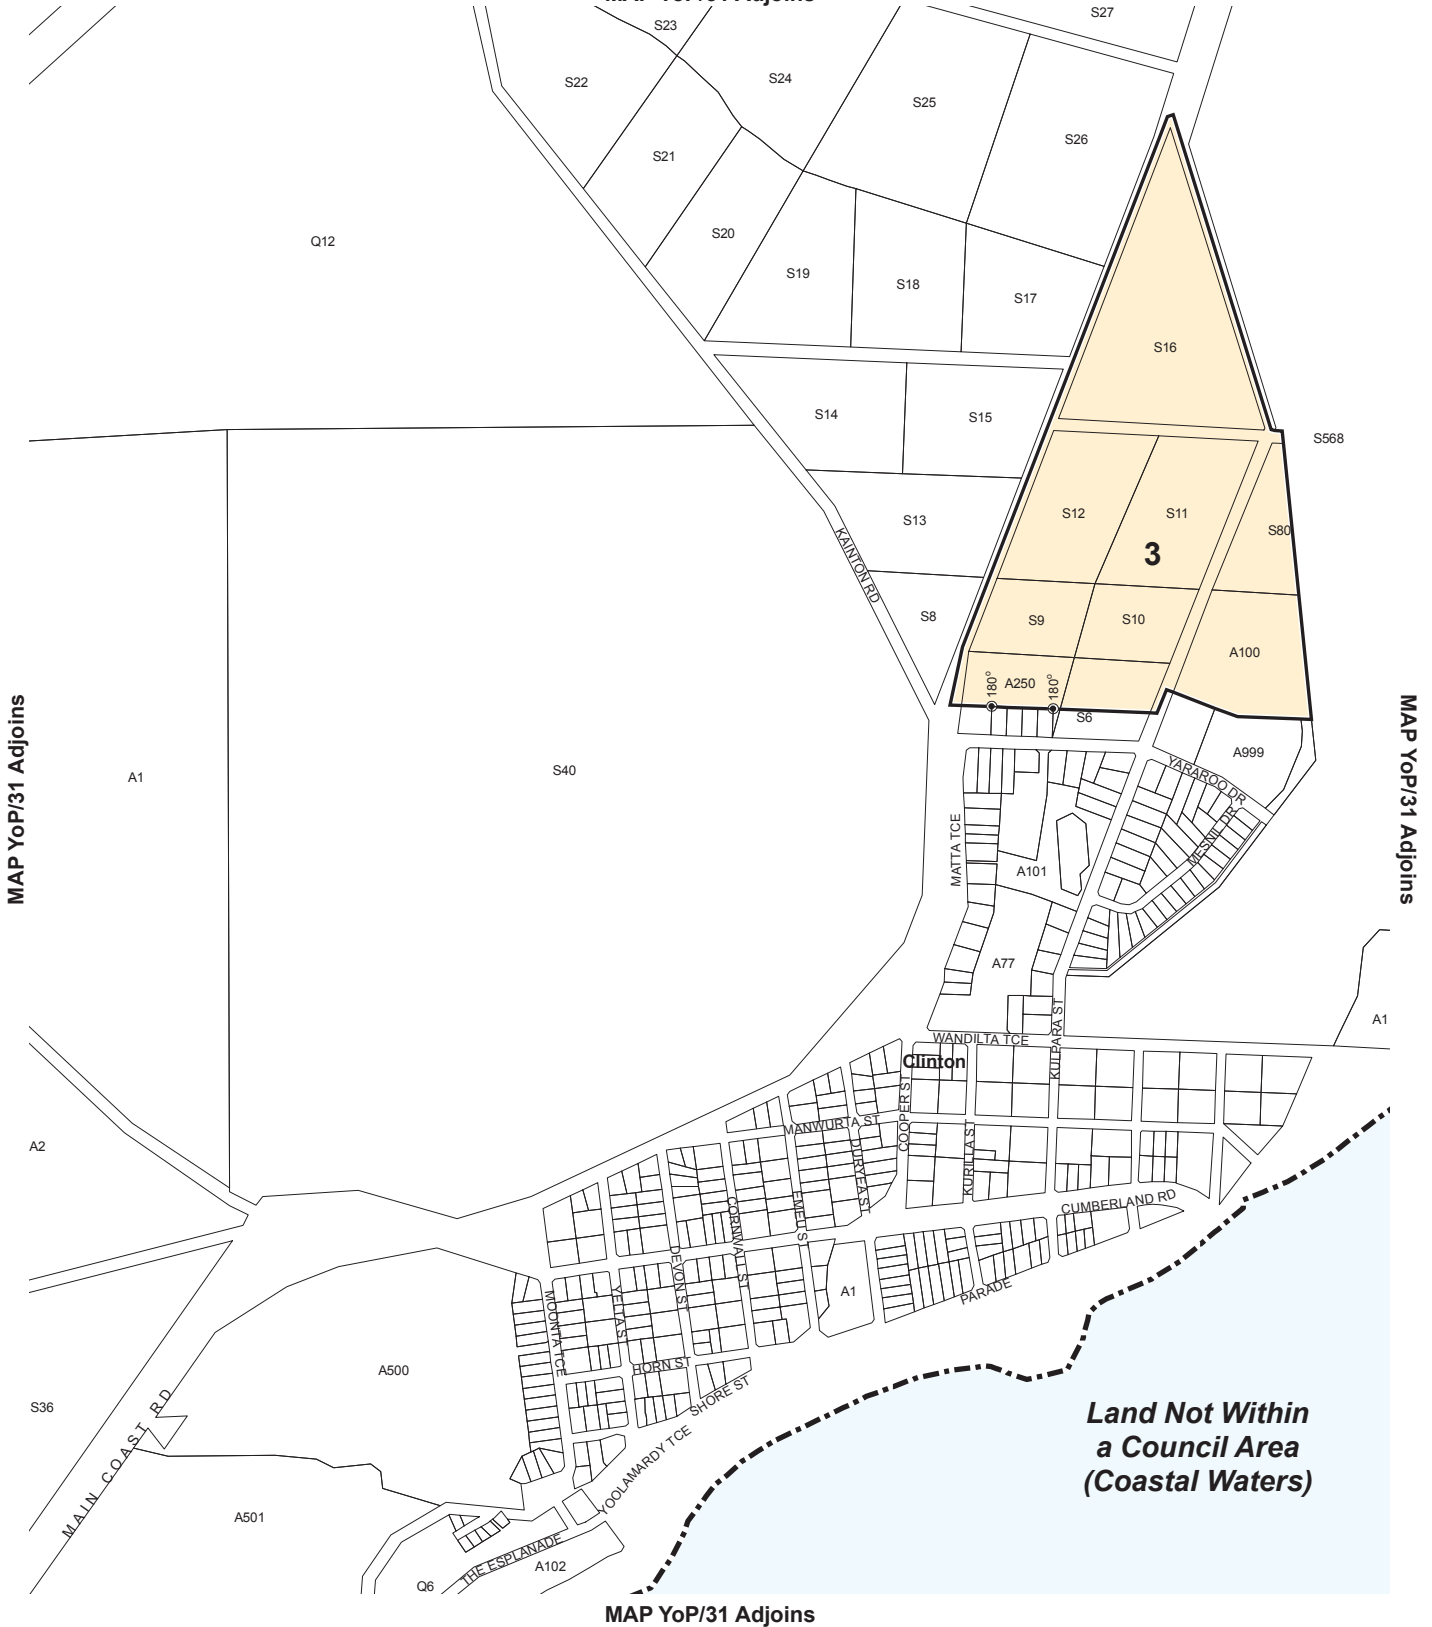 S27
S23
S22
S24
S25
S26
S21
S20
Q12
S19
S18
S17
S16
S14
S15
S568
S12
S11
S13
S80
3
KAINTON RD
S8
S9
S10
A100
A250
180°
180°
S6
MAP YoP/31 Adjoins
MAP YoP/31 Adjoins
A1
S40
A999
YARAROO DR
MESNIL DR
MATTA TCE
A101
A77
A1
KULPARA ST
WANDILTA TCE
Clinton
COOPER ST
MANWURTA ST
KURILLA ST
DURYEA ST
A2
EMELI ST
CORNWALL ST
CUMBERLAND RD
DEVON ST
YELTA ST
MOONTA TCE
A1
PARADE
HORN ST
SHORE ST
A500
S36
MAIN COAST RD
YOOLAMARDY TCE
Land Not Within
a Council Area
(Coastal Waters)
A501
THE ESPLANADE
A102
Q6
MAP YoP/31 Adjoins